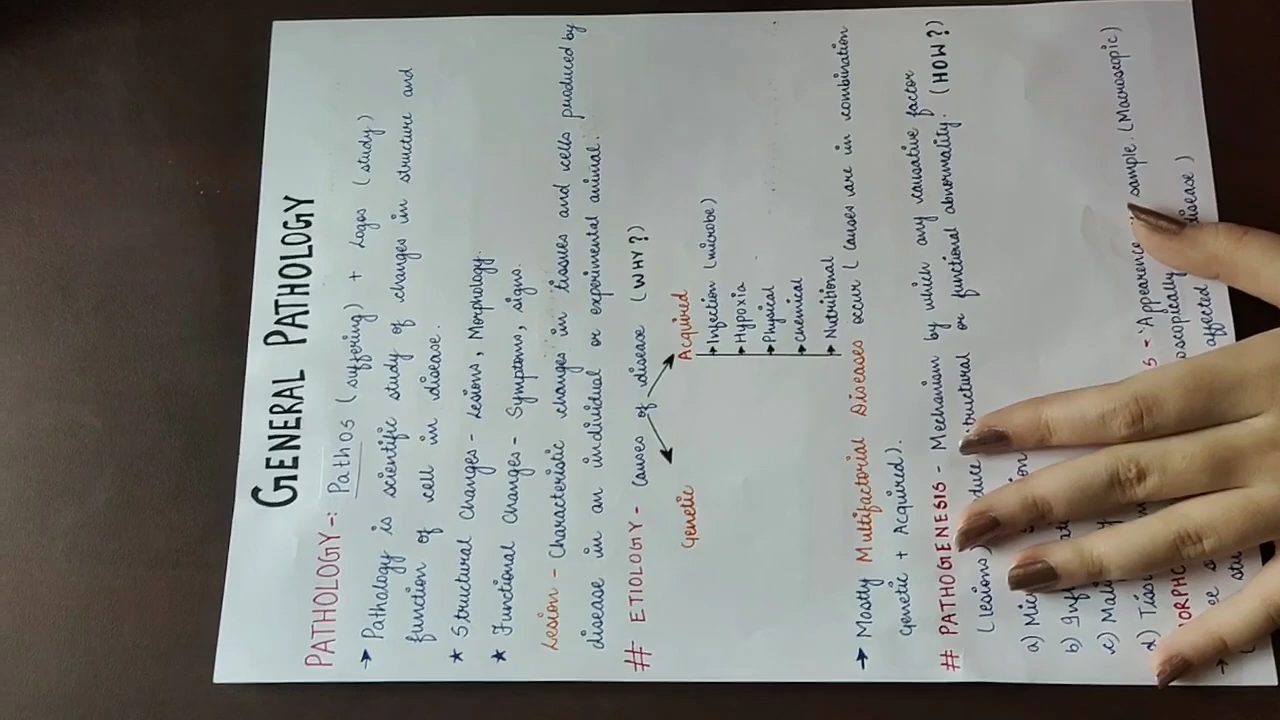 GENERAL PATHOLOGY
PATHOLOGY-: Pathos (suffering) + Logos (study)
→ Pathology is scientific study of changes in structure and
function of cell in disease.
★ Structural Changes - Lesions, Morphology.
★ Functional Changes - Symptoms, signs.
Lesion - Characteristic changes in tissues and cells produced by
disease in an individual or experimental animal.
# ETIOLOGY - Causes of disease (WHY?)
Genetic
Acquired
→ Infection (microbe)
→ Hypoxia
→ Physical
→ Chemical
→ Nutritional
→ Mostly Multifactorial Diseases occur (causes are in combination
Genetic + Acquired).
# PATHOGENESIS - Mechanism by which any causative factor
(lesions) structural or functional abnormality. (HOW?)
a)
b)
c)
d)
- 'Appearence sample. (Macroscopic)
→ affected disease)